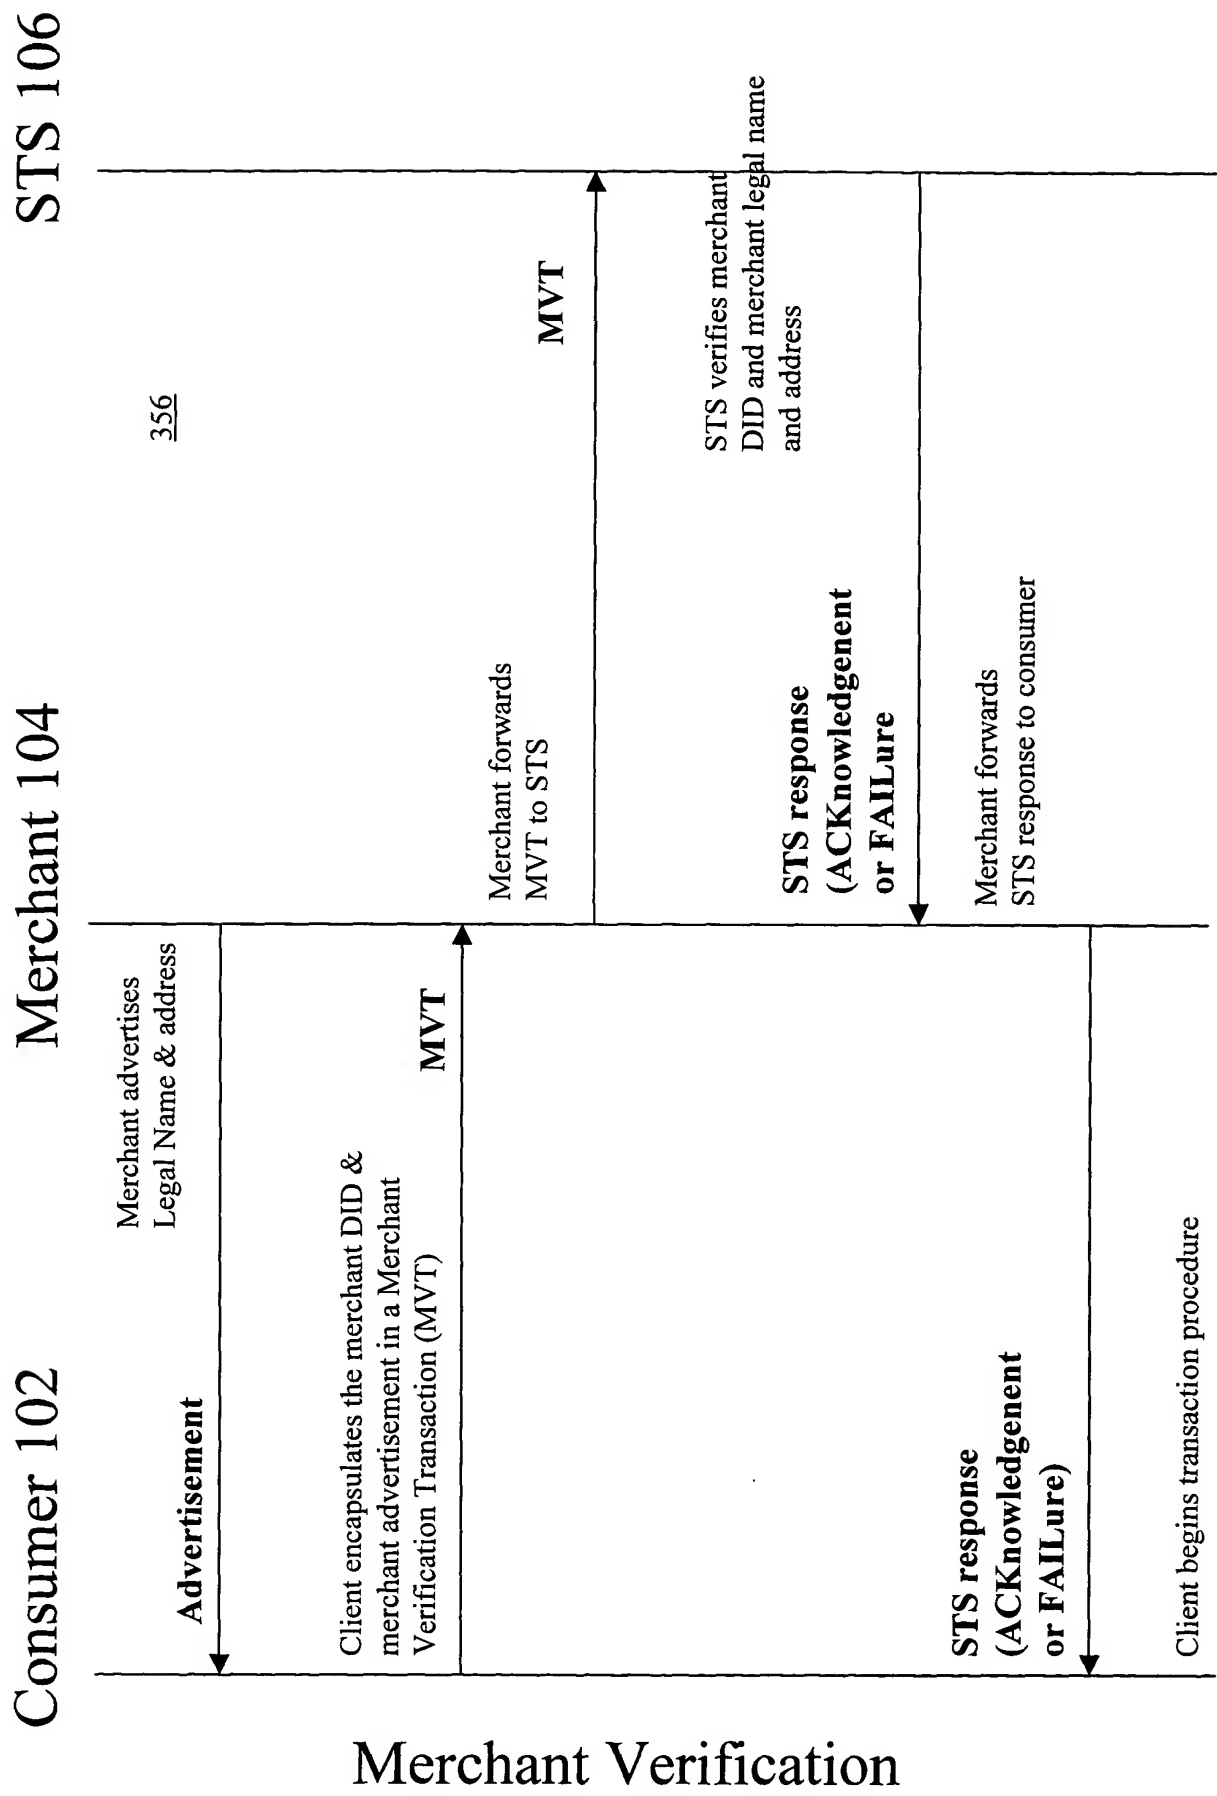 Merchant Verification
Consumer 102
Merchant 104
STS 106
356
Merchant advertises
Legal Name & address
Advertisement
Client encapsulates the merchant DID &
merchant advertisement in a Merchant
Verification Transaction (MVT)
MVT
Merchant forwards
MVT to STS
MVT
STS verifies merchant
DID and merchant legal name
and address
STS response
(ACKnowledgenent
or FAILure
Merchant forwards
STS response to consumer
STS response
(ACKnowledgenent
or FAILure)
Client begins transaction procedure